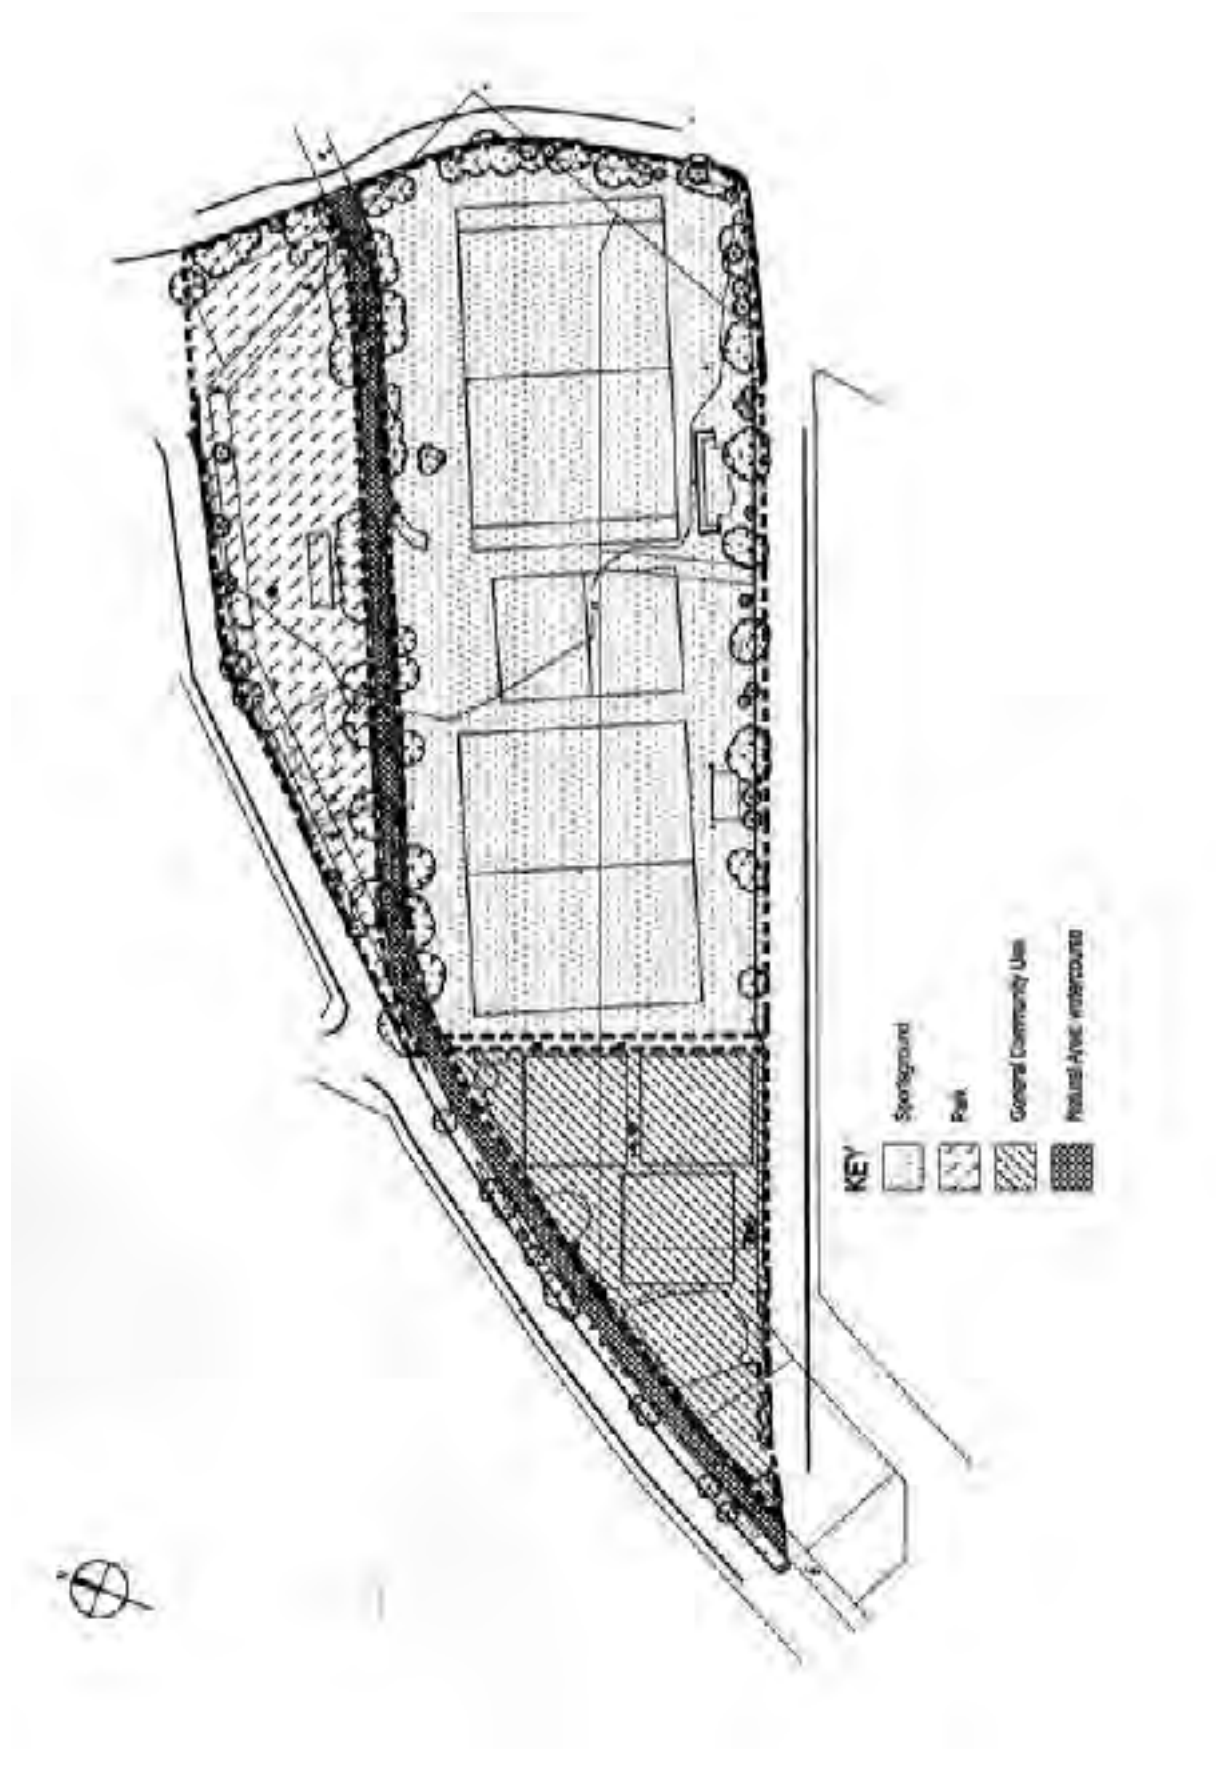 KEY
Sportsground
Park
General Community Use
Natural Area: watercourse
N